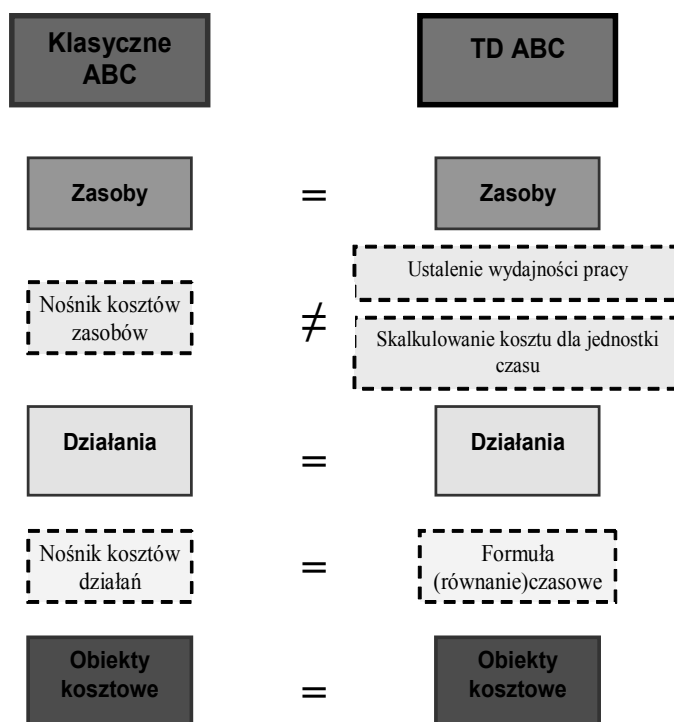 Klasyczne
ABC
TD ABC
Zasoby
=
Zasoby
Nośnik kosztów
zasobów
≠
Ustalenie wydajności pracy
Skalkulowanie kosztu dla jednostki
czasu
Działania
=
Działania
Nośnik kosztów
działań
=
Formuła
(równanie)czasowe
Obiekty
kosztowe
=
Obiekty
kosztowe